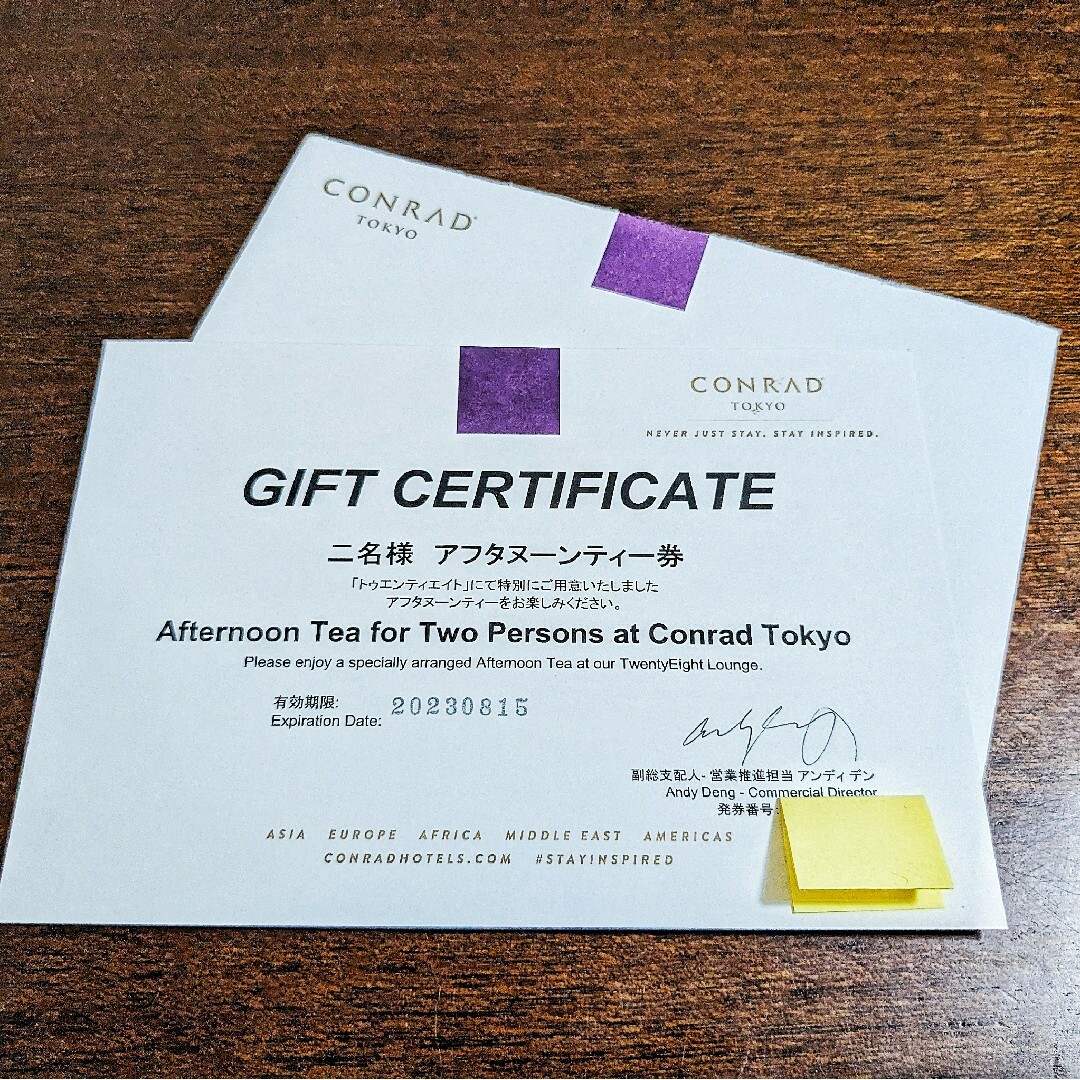 CONRAD
TOKYO
CONRAD
TOKYO
NEVER JUST STAY. STAY INSPIRED.
GIFT CERTIFICATE
二名様 アフタヌーンティー券
「トゥエンティエイト」にて特別にご用意いたしました
アフタヌーンティーをお楽しみください。
Afternoon Tea for Two Persons at Conrad Tokyo
Please enjoy a specially arranged Afternoon Tea at our TwentyEight Lounge.
有効期限:
Expiration Date: 20230815
副総支配人- 営業推進担当 アンディ デン
Andy Deng - Commercial Director
発券番号:
ASIA EUROPE AFRICA MIDDLE EAST AMERICAS
CONRADHOTELS.COM #STAY!NSPIRED